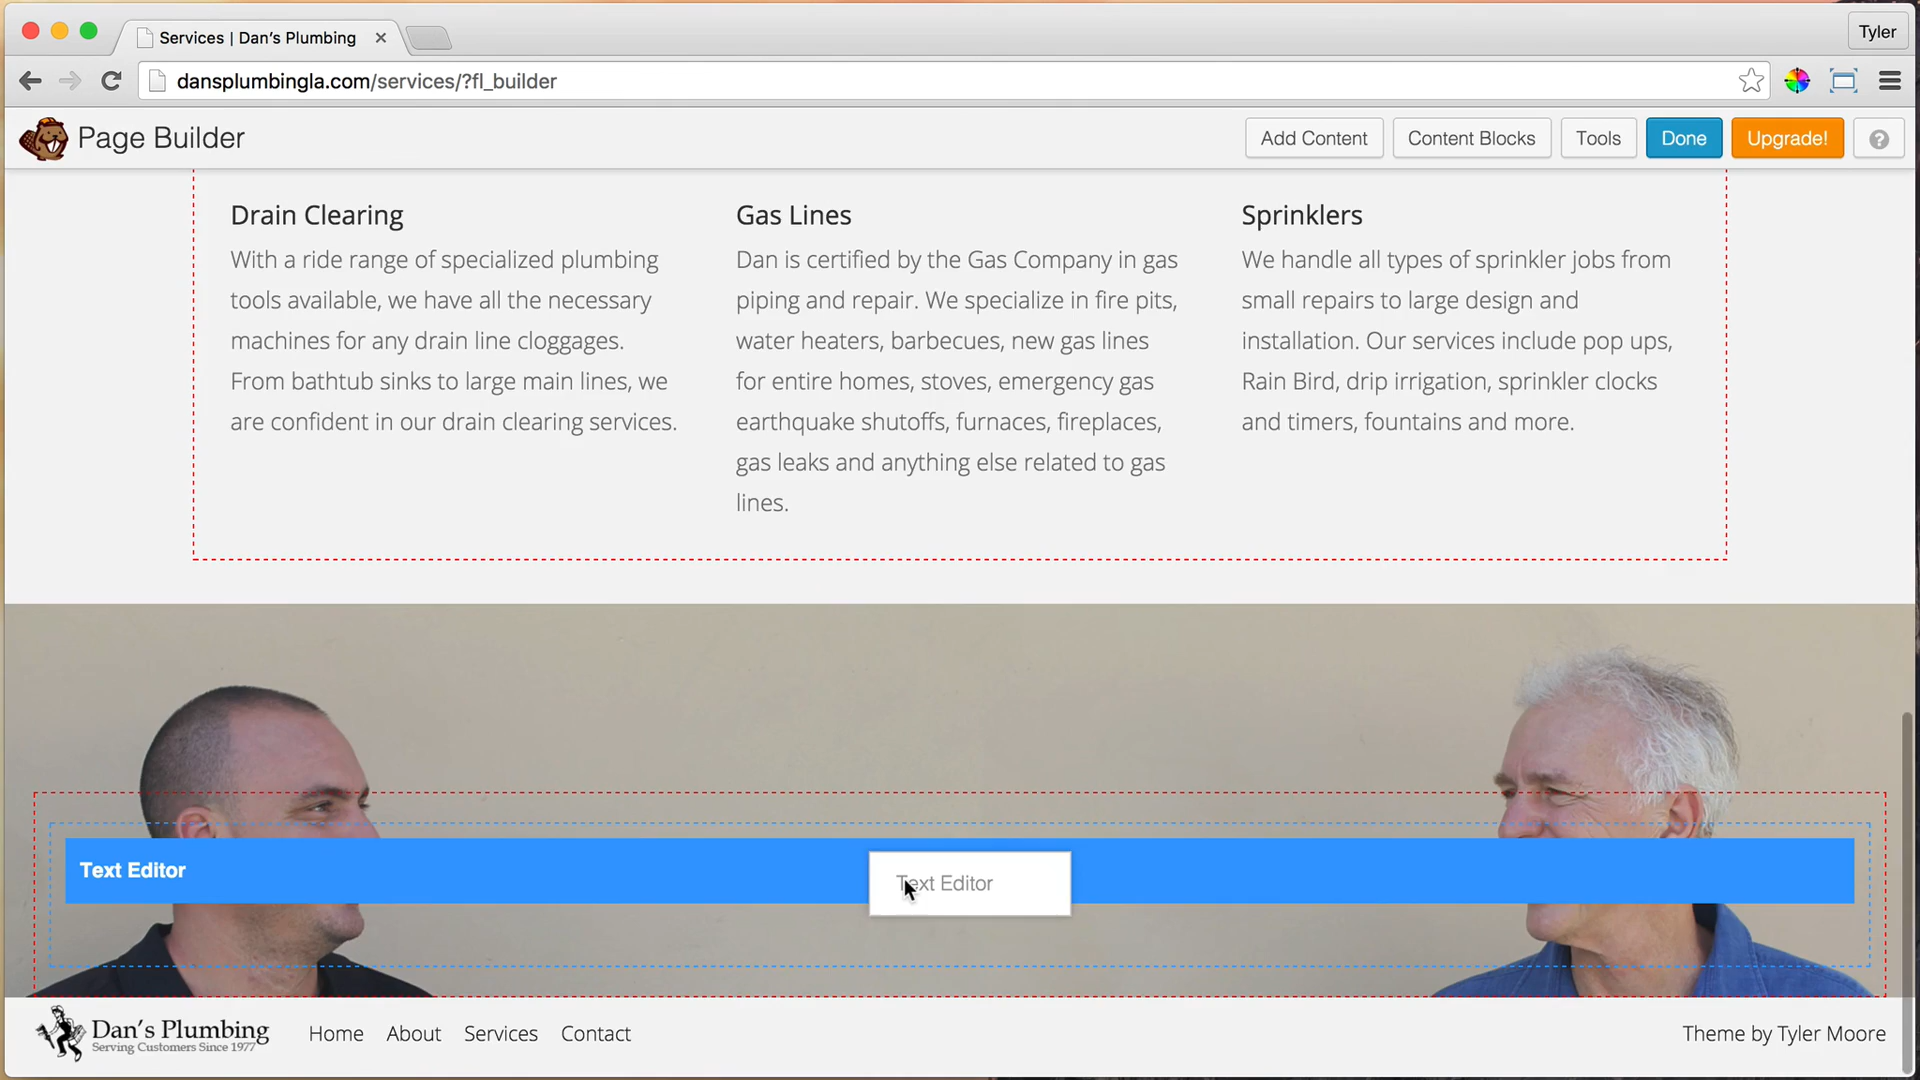 Services | Dan's Plumbing
Tyler
dansplumbingla.com/services/?fl_builder
Page Builder
Add Content
Content Blocks
Tools
Done
Upgrade!
?
Drain Clearing
With a ride range of specialized plumbing
tools available, we have all the necessary
machines for any drain line cloggages.
From bathtub sinks to large main lines, we
are confident in our drain clearing services.
Gas Lines
Dan is certified by the Gas Company in gas
piping and repair. We specialize in fire pits,
water heaters, barbecues, new gas lines
for entire homes, stoves, emergency gas
earthquake shutoffs, furnaces, fireplaces,
gas leaks and anything else related to gas
lines.
Sprinklers
We handle all types of sprinkler jobs from
small repairs to large design and
installation. Our services include pop ups,
Rain Bird, drip irrigation, sprinkler clocks
and timers, fountains and more.
Text Editor
Text Editor
Dan's Plumbing
Serving Customers Since 1977
Home
About
Services
Contact
Theme by Tyler Moore